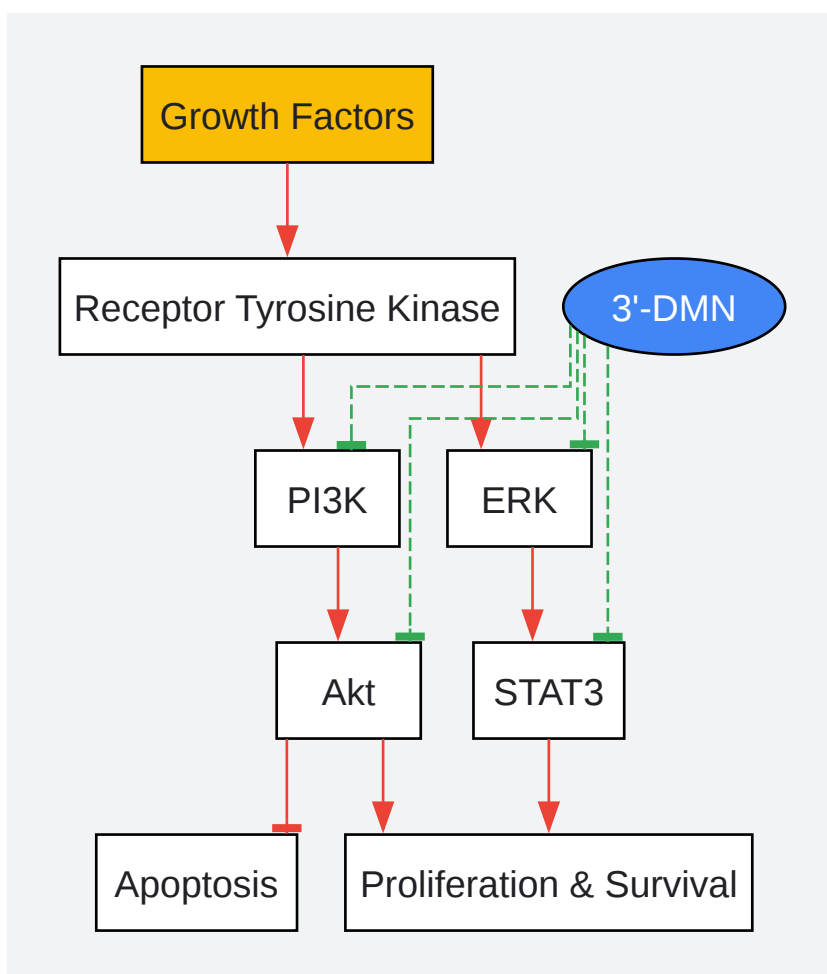 Growth Factors
Receptor Tyrosine Kinase
3'-DMN
PI3K
ERK
Akt
STAT3
Apoptosis
Proliferation & Survival